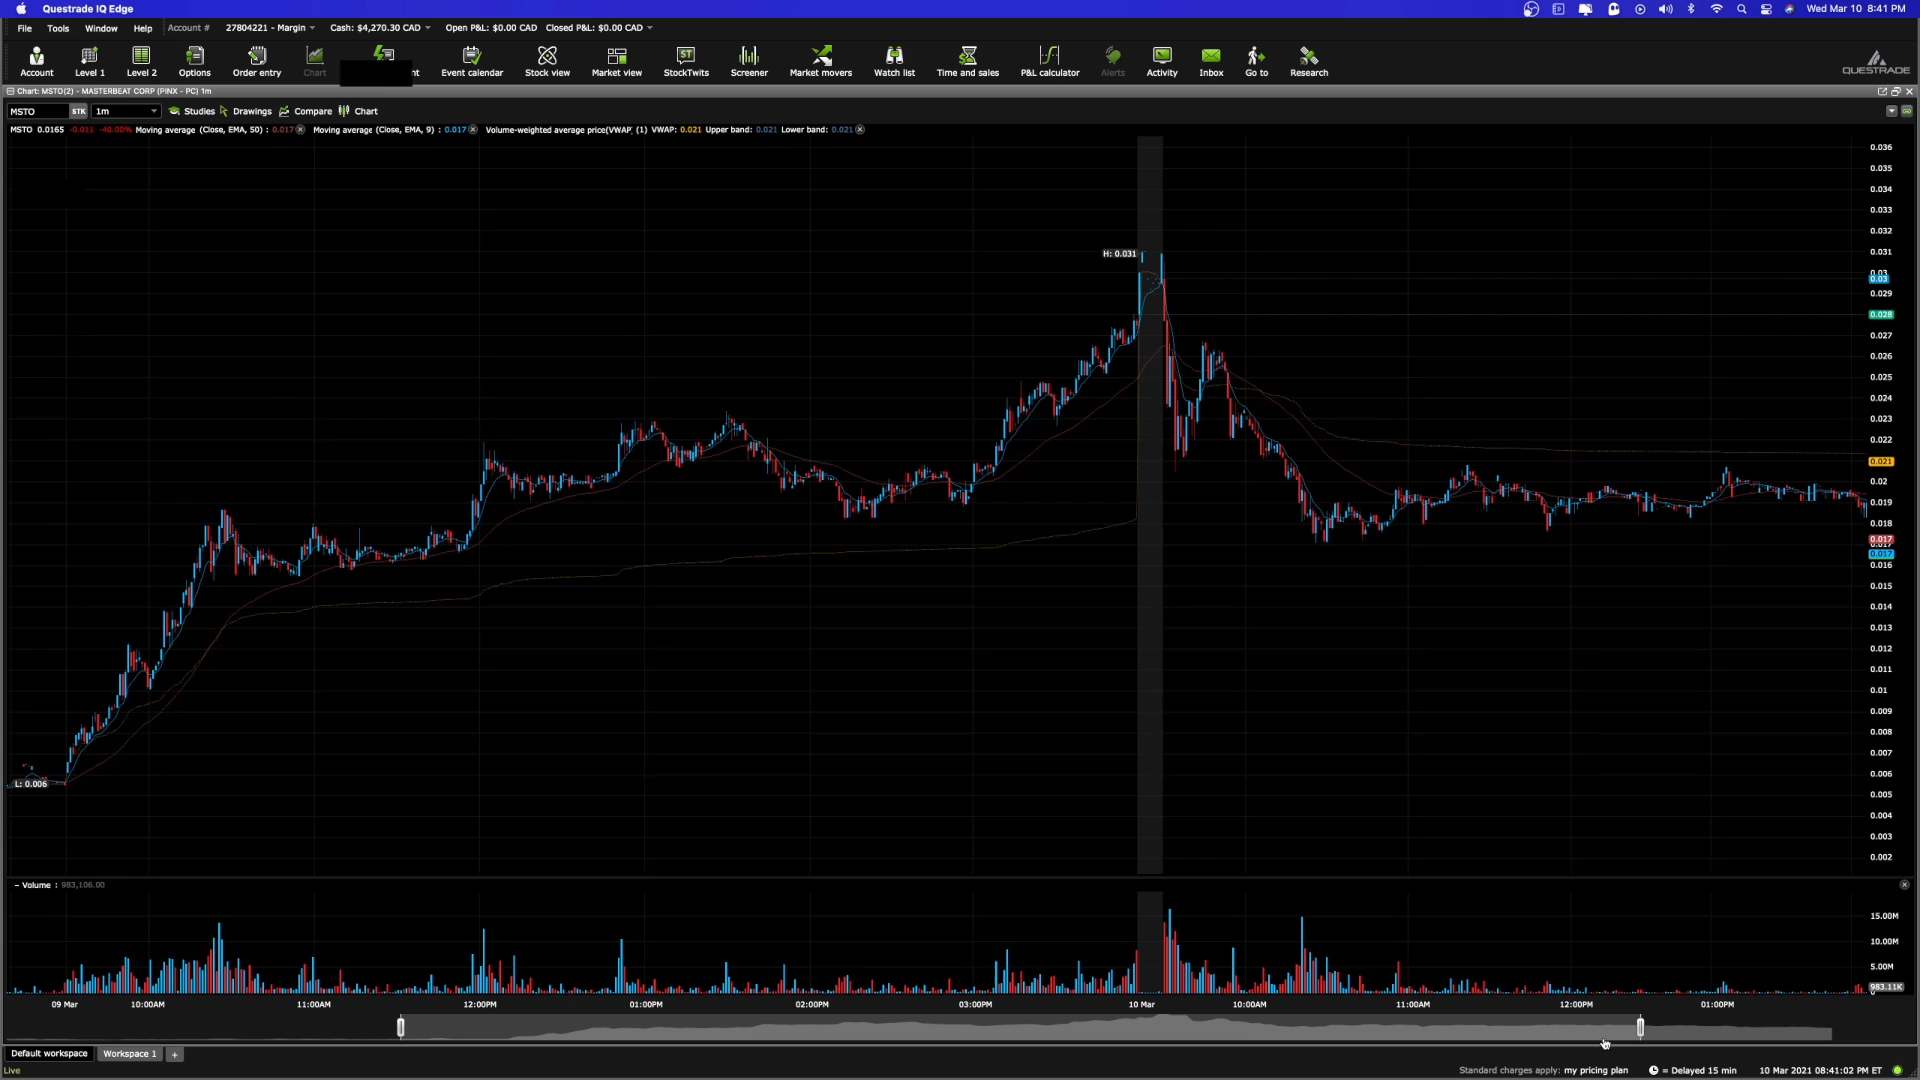 Questrade IQ Edge
Wed Mar 10 8:41 PM
File Tools Window Help Account # 27804221 - Margin Cash: $4,270.30 CAD Open P&L: $0.00 CAD Closed P&L: $0.00 CAD
Account Level 1 Level 2 Options Order entry Chart Event calendar Stock view Market view StockTwits Screener Market movers Watch list Time and sales P&L calculator Alerts Activity Inbox Go to Research
QUESTRADE
Chart: MSTO(2) - MASTERBEAT CORP (PINX - PC) 1m
MSTO STK 1m Studies Drawings Compare Chart
MSTO 0.0165 -0.011 -40.00% Moving average (Close, EMA, 50) : 0.017 Moving average (Close, EMA, 9) : 0.017 Volume-weighted average price(VWAP, (1) VWAP: 0.021 Upper band: 0.021 Lower band: 0.021
0.036
0.035
0.034
0.033
0.032
H: 0.031
0.031
0.03
0.03
0.029
0.028
0.027
0.026
0.025
0.024
0.023
0.022
0.021
0.02
0.019
0.018
0.017
0.017
0.016
0.015
0.014
0.013
0.012
0.011
0.01
0.009
0.008
0.007
0.006
L: 0.006
0.005
0.004
0.003
0.002
- Volume : 983,106.00
15.00M
10.00M
5.00M
983.11K
09 Mar 10:00AM 11:00AM 12:00PM 01:00PM 02:00PM 03:00PM 10 Mar 10:00AM 11:00AM 12:00PM 01:00PM
Default workspace Workspace 1 +
Live
Standard charges apply: my pricing plan = Delayed 15 min 10 Mar 2021 08:41:02 PM ET